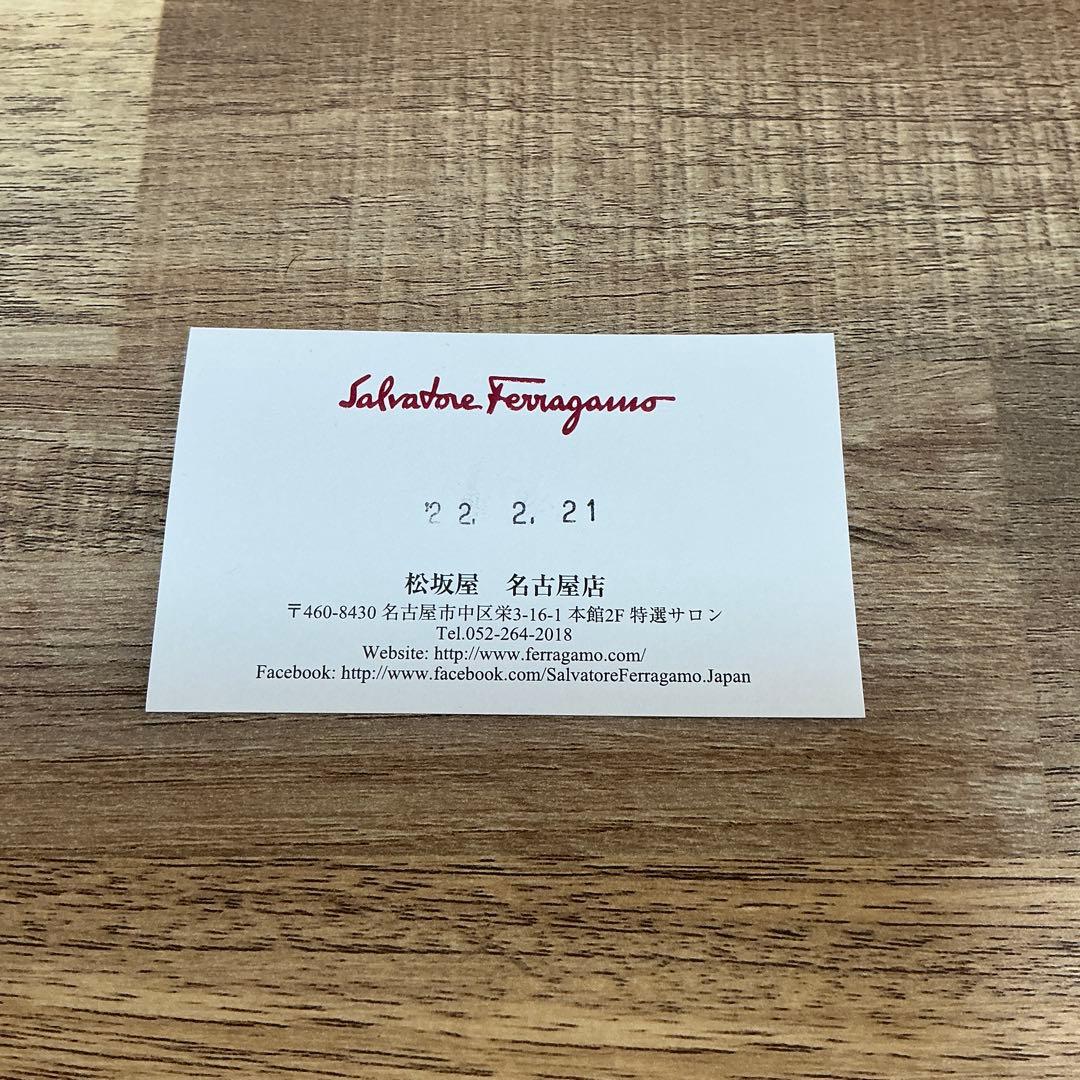 Salvatore Ferragamo
'22. 2. 21
松坂屋　名古屋店
〒460-8430 名古屋市中区栄3-16-1 本館2F 特選サロン
Tel.052-264-2018
Website: http://www.ferragamo.com/
Facebook: http://www.facebook.com/SalvatoreFerragamo.Japan